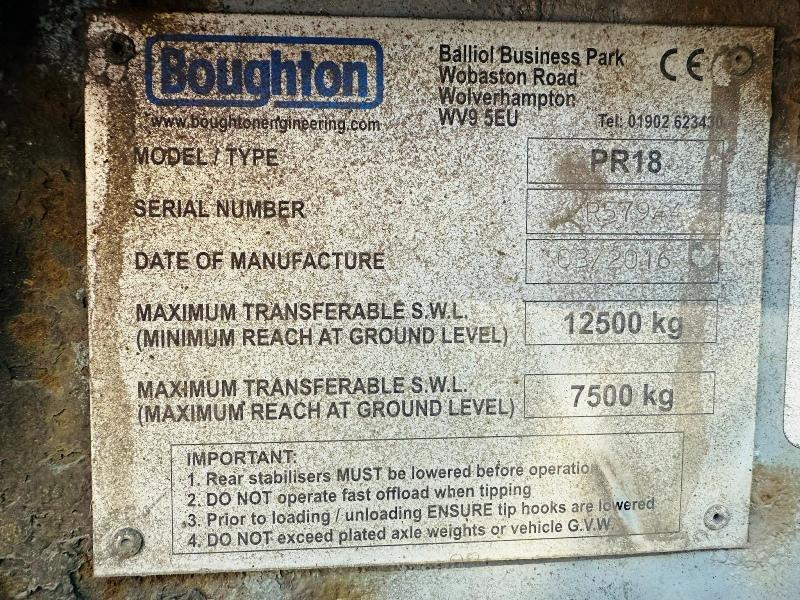 Boughton
www.boughtonengineering.com
Balliol Business Park
Wobaston Road
Wolverhampton
WV9 5EU
Tel: 01902 623430
CE
MODEL / TYPE PR18
SERIAL NUMBER
DATE OF MANUFACTURE 03/2016
MAXIMUM TRANSFERABLE S.W.L.
(MINIMUM REACH AT GROUND LEVEL) 12500 kg
MAXIMUM TRANSFERABLE S.W.L.
(MAXIMUM REACH AT GROUND LEVEL) 7500 kg
IMPORTANT:
1. Rear stabilisers MUST be lowered before operation
2. DO NOT operate fast offload when tipping
3. Prior to loading / unloading ENSURE tip hooks are lowered
4. DO NOT exceed plated axle weights or vehicle G.V.W.